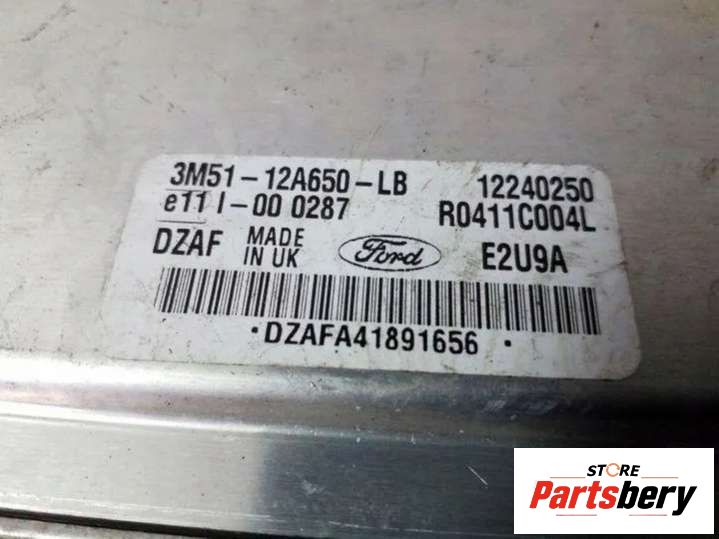 3M51-12A650-LB 12240250
e11 I-00 0287 R0411C004L
DZAF MADE IN UK Ford E2U9A
·DZAFA41891656·
STORE
Partsbery